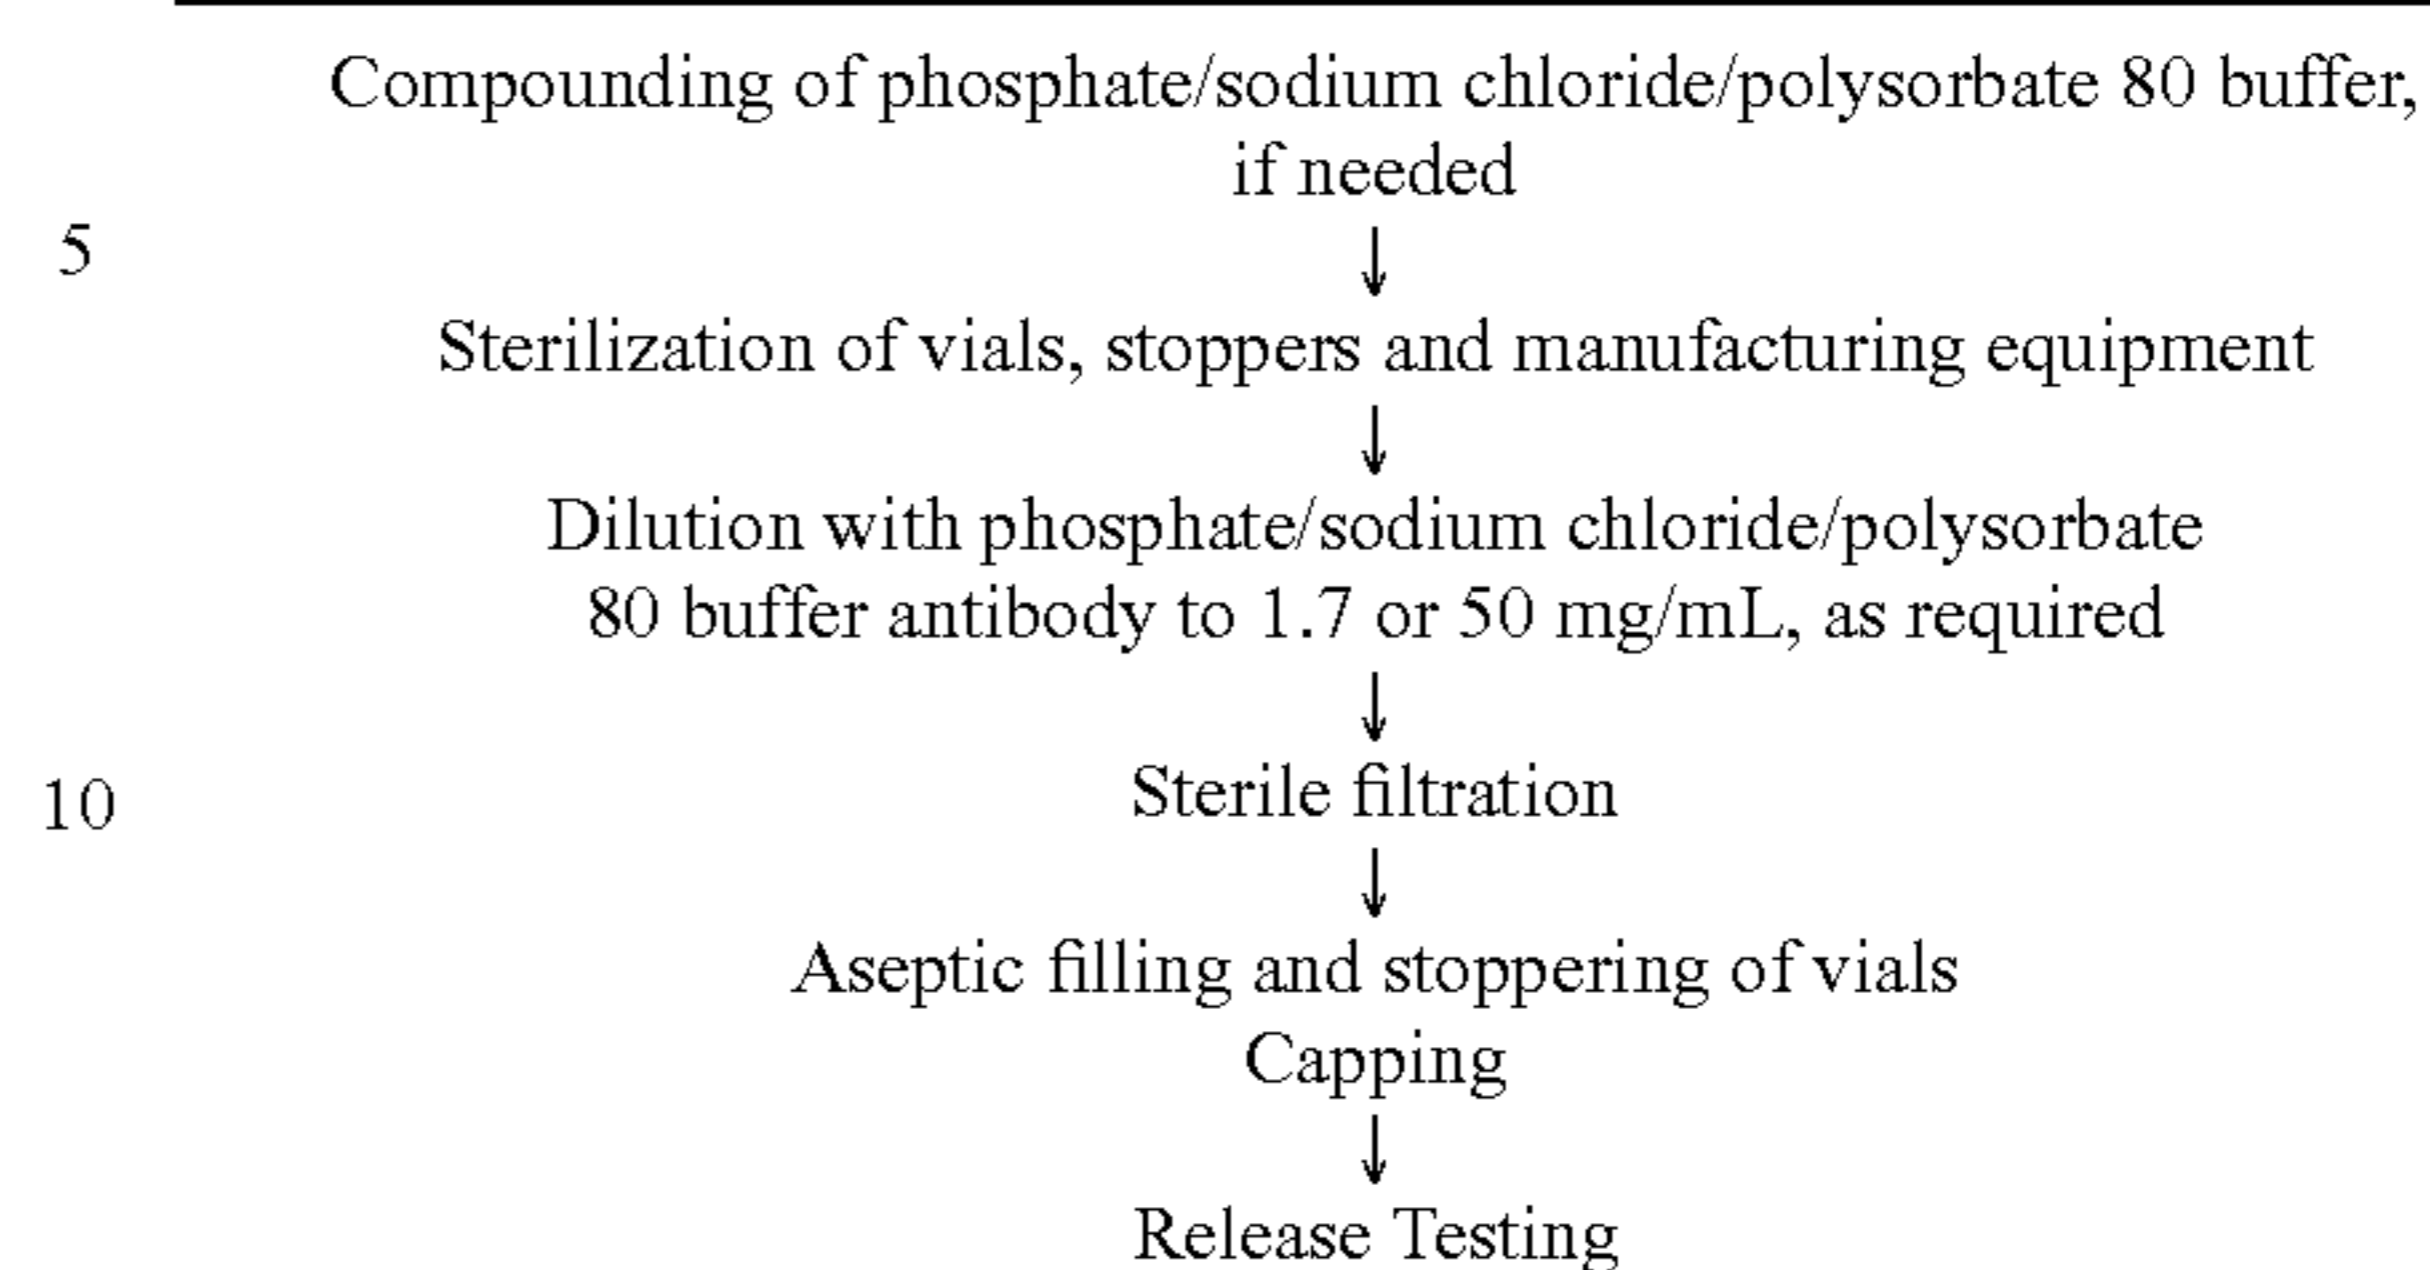 Compounding of phosphate/sodium chloride/polysorbate 80 buffer,
if needed
5
↓
Sterilization of vials, stoppers and manufacturing equipment
↓
Dilution with phosphate/sodium chloride/polysorbate
80 buffer antibody to 1.7 or 50 mg/mL, as required
↓
10
Sterile filtration
↓
Aseptic filling and stoppering of vials
Capping
↓
Release Testing